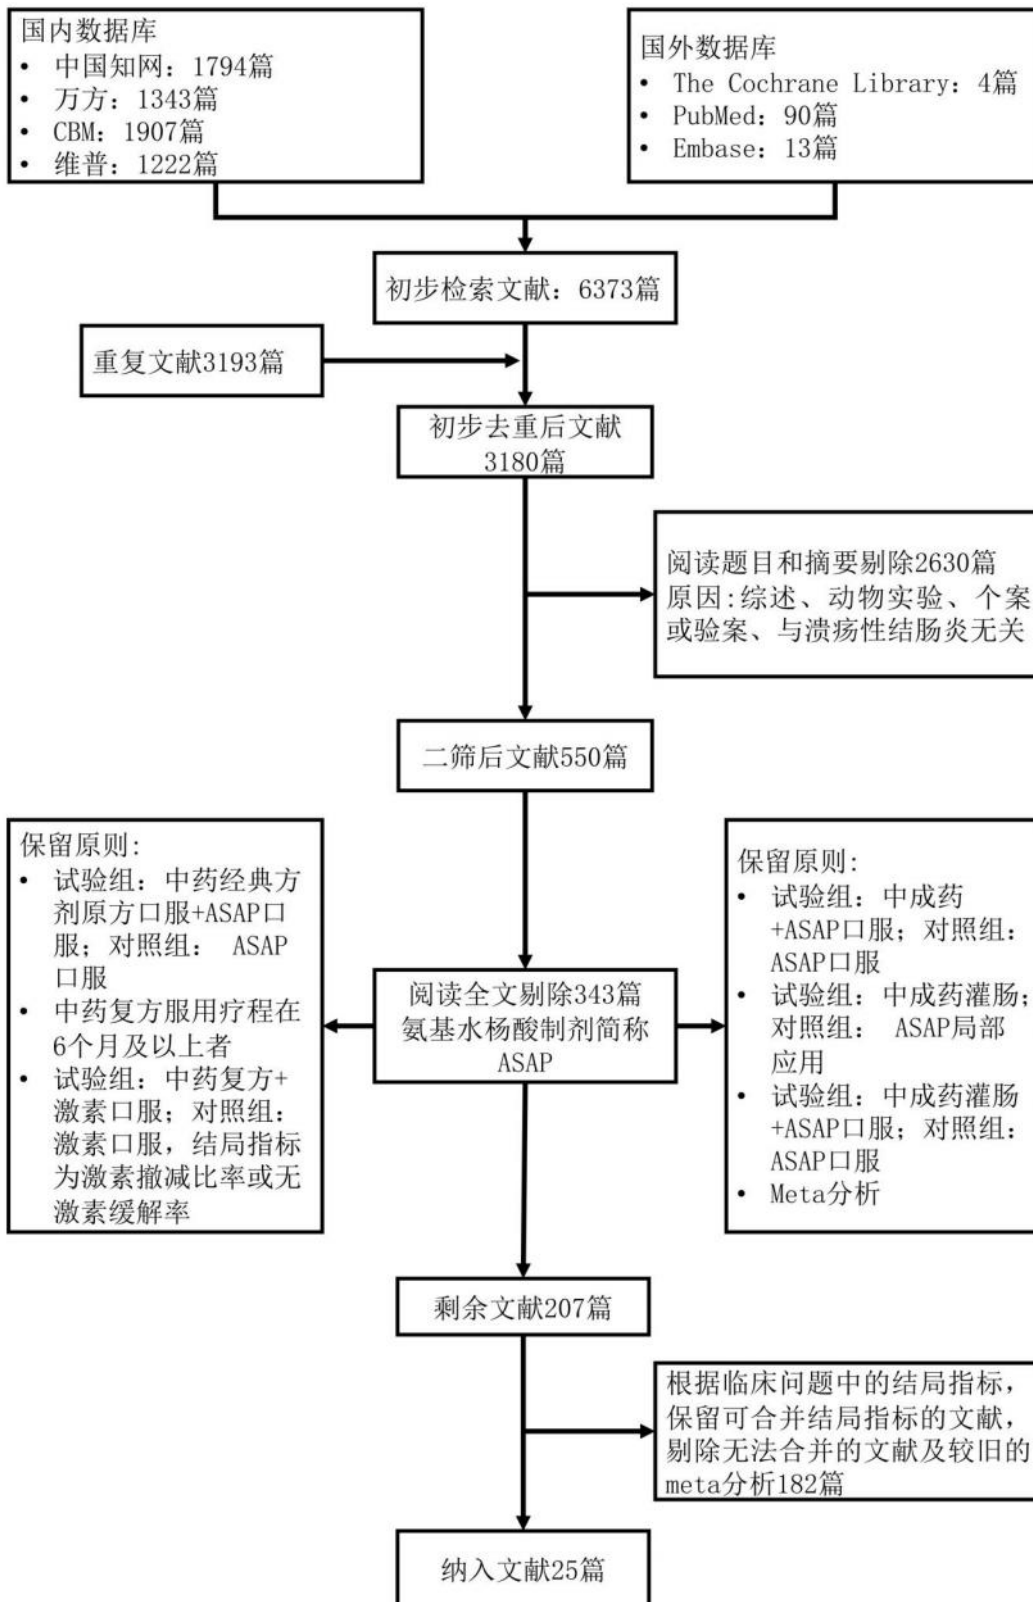 国内数据库
• 中国知网：1794篇
• 万方：1343篇
• CBM：1907篇
• 维普：1222篇
国外数据库
• The Cochrane Library：4篇
• PubMed：90篇
• Embase：13篇
初步检索文献：6373篇
重复文献3193篇
初步去重后文献
3180篇
阅读题目和摘要剔除2630篇
原因:综述、动物实验、个案
或验案、与溃疡性结肠炎无关
二筛后文献550篇
保留原则:
• 试验组：中药经典方
剂原方口服+ASAP口
服；对照组： ASAP
口服
• 中药复方服用疗程在
6个月及以上者
• 试验组：中药复方+
激素口服；对照组：
激素口服，结局指标
为激素撤减比率或无
激素缓解率
阅读全文剔除343篇
氨基水杨酸制剂简称
ASAP
保留原则:
• 试验组：中成药
+ASAP口服；对照组：
ASAP口服
• 试验组：中成药灌肠；
对照组： ASAP局部
应用
• 试验组：中成药灌肠
+ASAP口服；对照组：
ASAP口服
• Meta分析
剩余文献207篇
根据临床问题中的结局指标，
保留可合并结局指标的文献，
剔除无法合并的文献及较旧的
meta分析182篇
纳入文献25篇